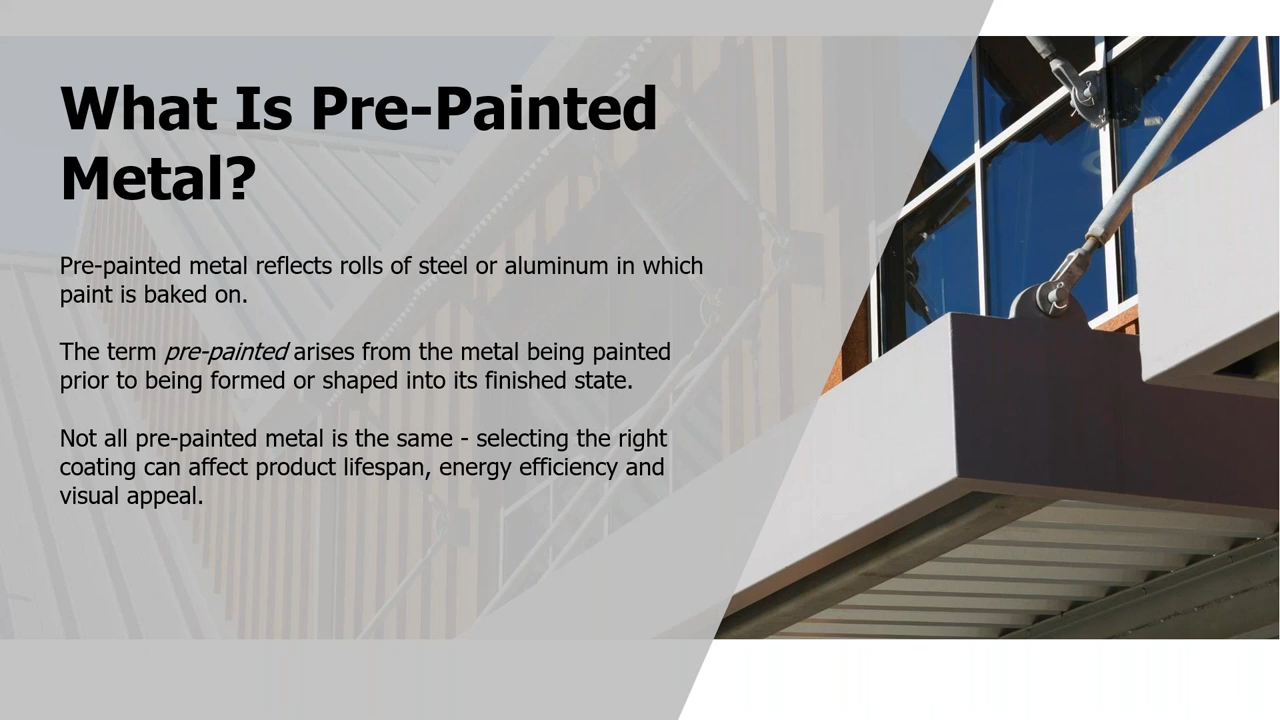 What Is Pre-Painted
Metal?
Pre-painted metal reflects rolls of steel or aluminum in which
paint is baked on.
The term pre-painted arises from the metal being painted
prior to being formed or shaped into its finished state.
Not all pre-painted metal is the same - selecting the right
coating can affect product lifespan, energy efficiency and
visual appeal.